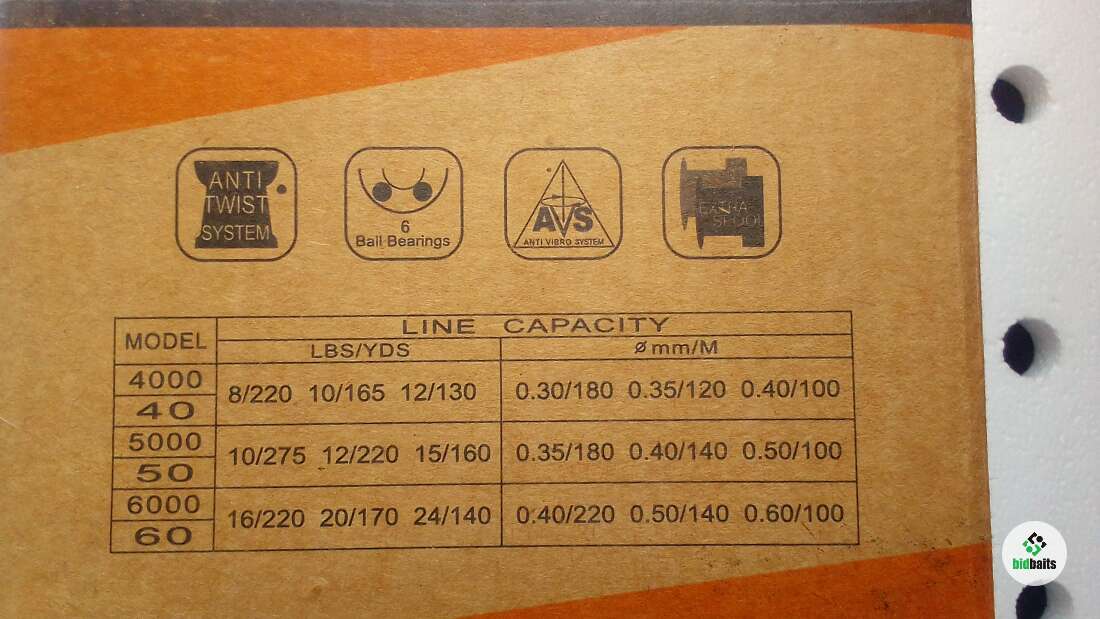 ANTI
TWIST
SYSTEM
6
Ball Bearings
AVS
ANTI VIBRO SYSTEM
EXTRA
SPOOL
MODEL LINE CAPACITY
LBS/YDS ømm/M
4000
40
8/220 10/165 12/130 0.30/180 0.35/120 0.40/100
5000
50
10/275 12/220 15/160 0.35/180 0.40/140 0.50/100
6000
60
16/220 20/170 24/140 0.40/220 0.50/140 0.60/100
bidbaits